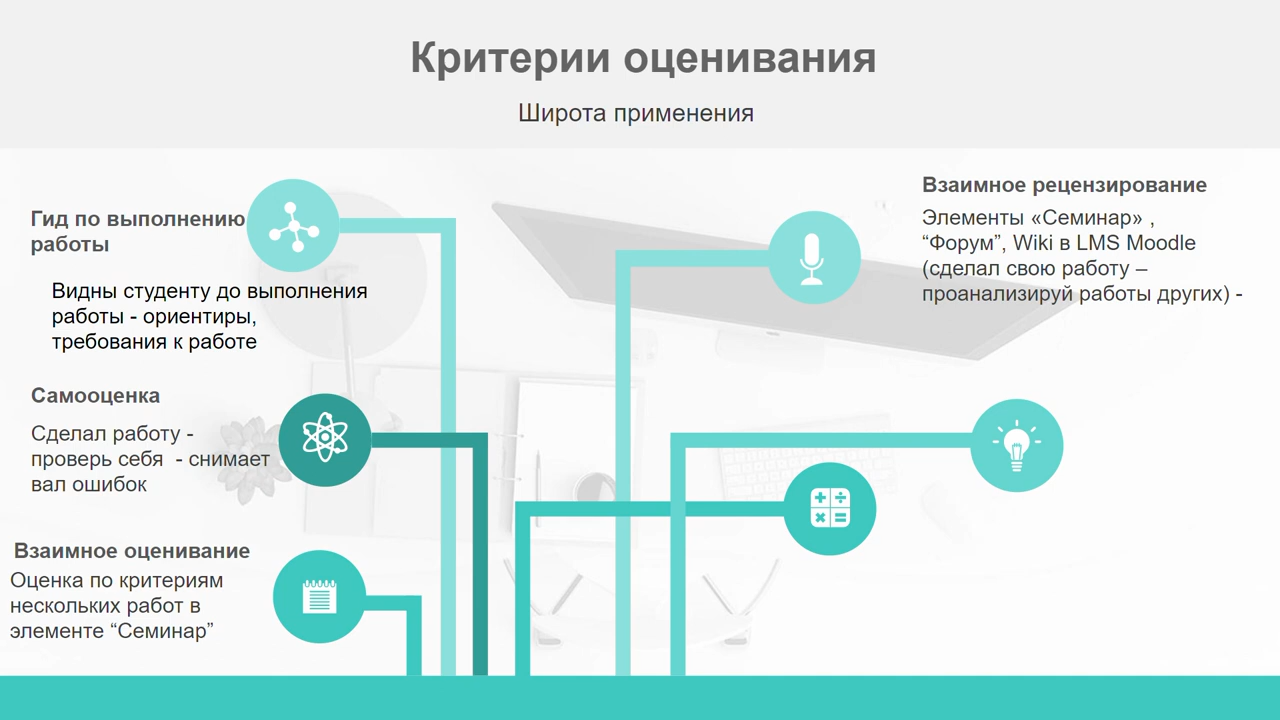 Критерии оценивания
Широта применения
Гид по выполнению
работы
Видны студенту до выполнения
работы - ориентиры,
требования к работе
Самооценка
Сделал работу -
проверь себя  - снимает
вал ошибок
Взаимное оценивание
Оценка по критериям
нескольких работ в
элементе “Семинар”
Взаимное рецензирование
Элементы «Семинар» ,
“Форум”, Wiki в LMS Moodle
(сделал свою работу –
проанализируй работы других) -